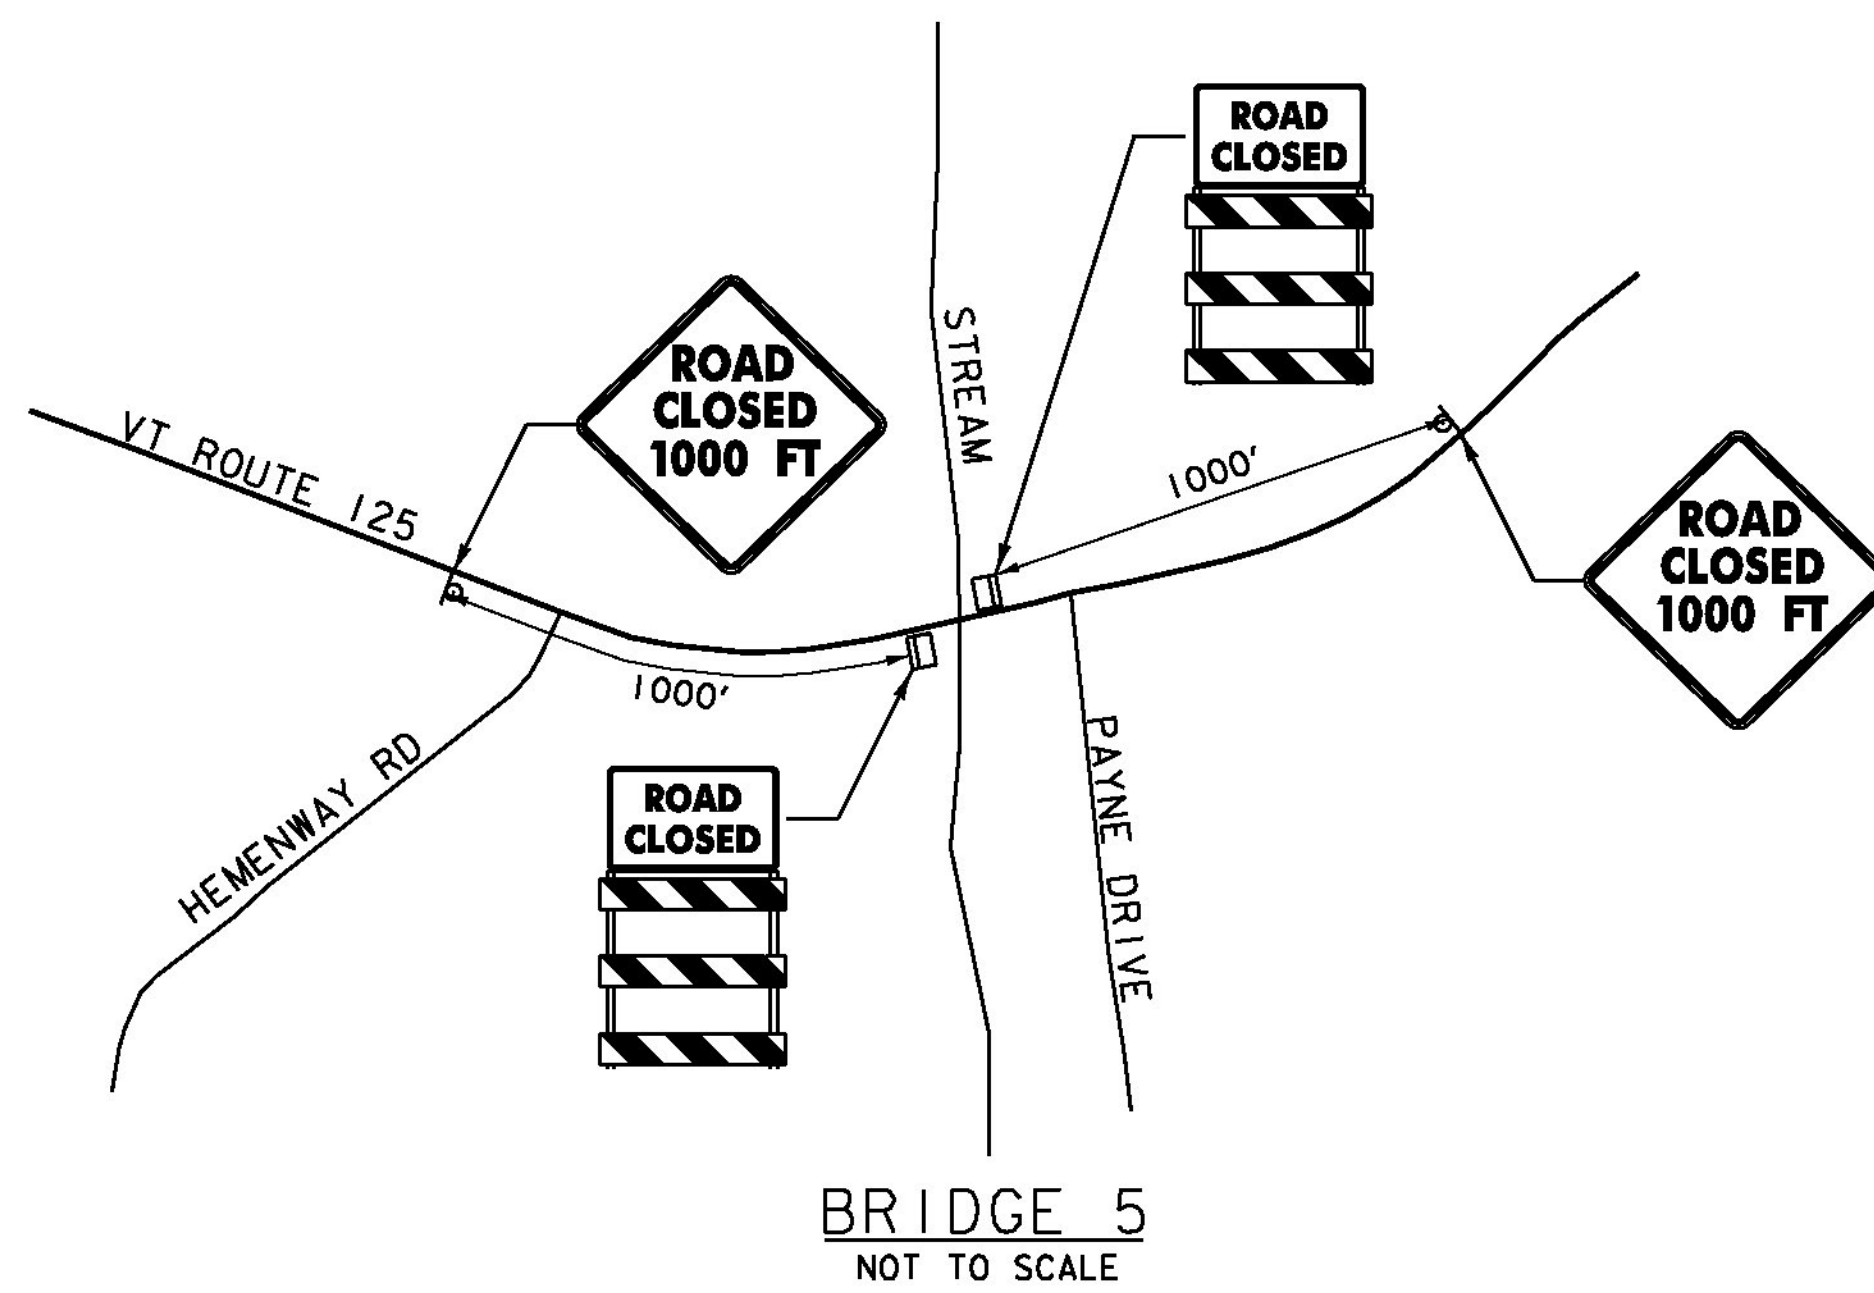 ROAD
CLOSED
ROAD
CLOSED
1000 FT
STREAM
VT ROUTE 125
1000'
ROAD
CLOSED
1000 FT
1000'
HEMENWAY RD
PAYNE DRIVE
ROAD
CLOSED
BRIDGE 5
NOT TO SCALE